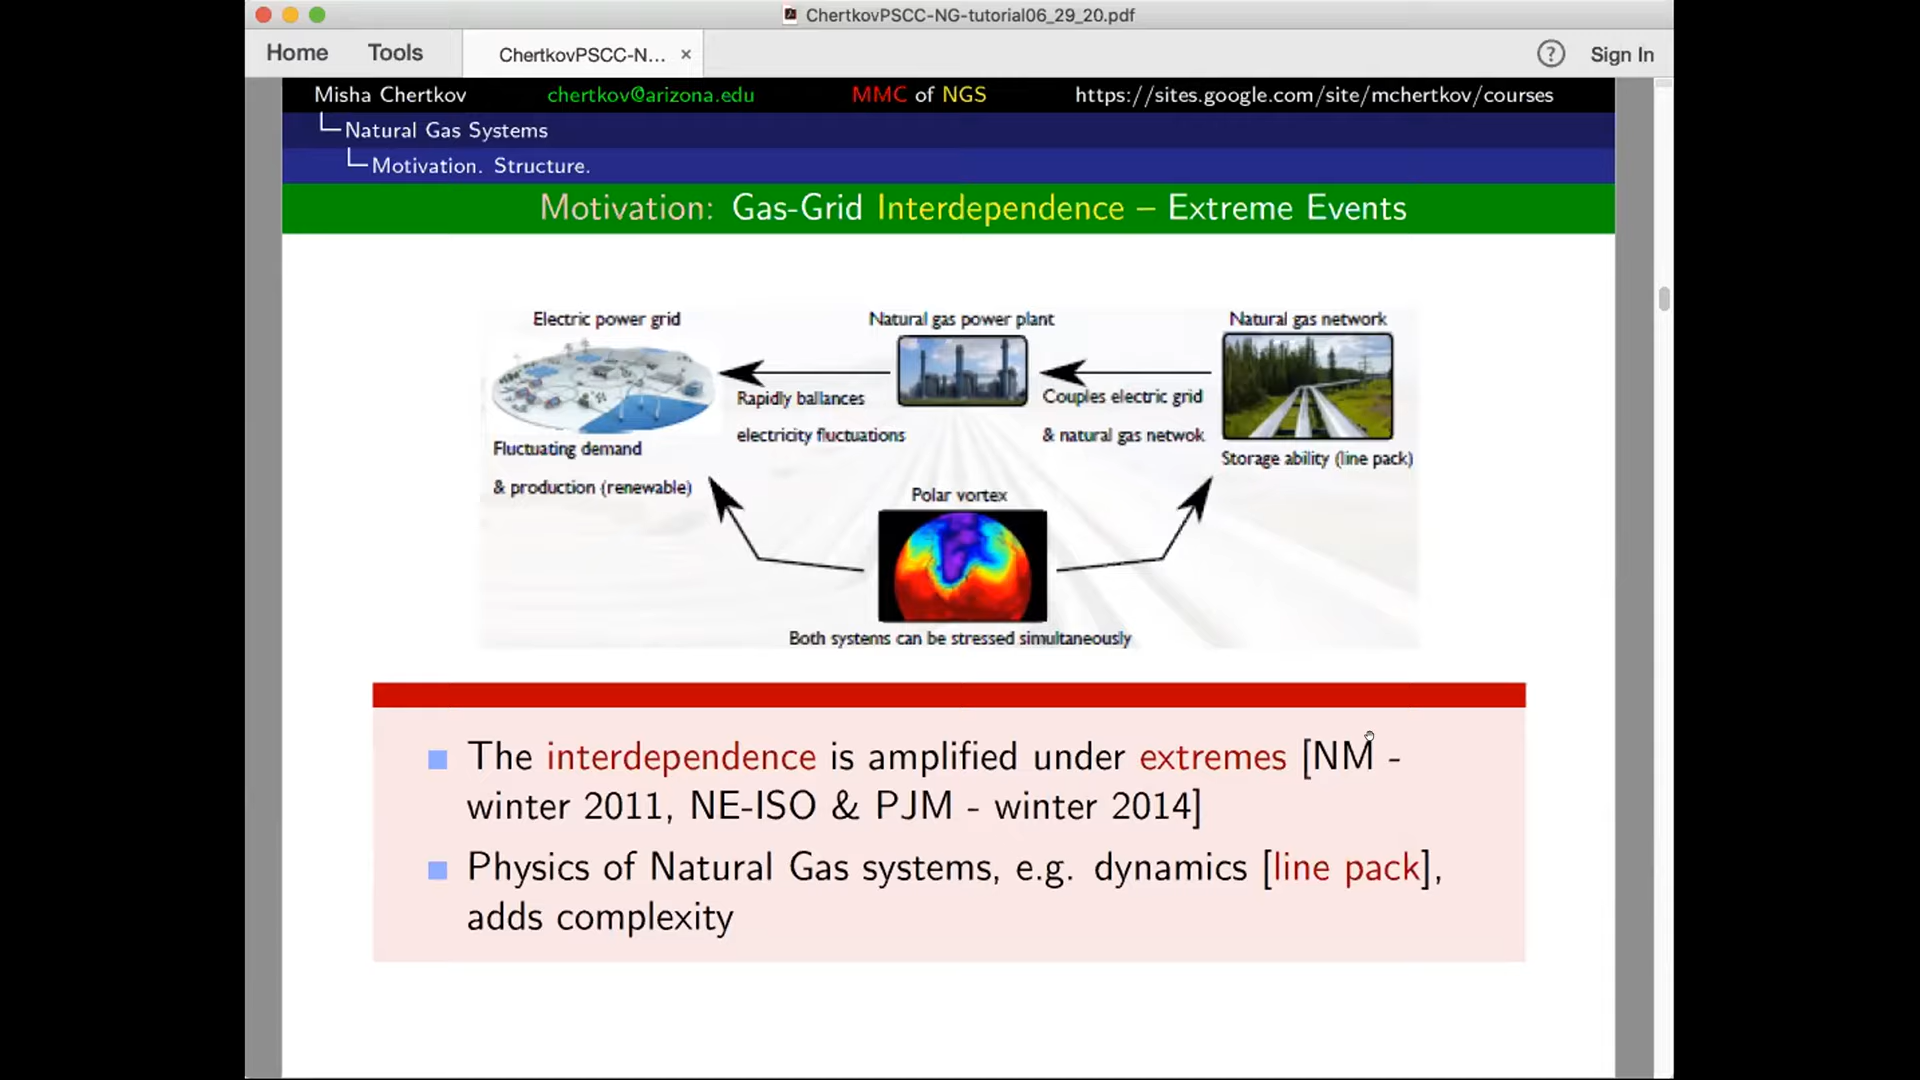 ChertkovPSCC-NG-tutorial06_29_20.pdf
Home Tools ChertkovPSCC-N... × ? Sign In
Misha Chertkov chertkov@arizona.edu MMC of NGS https://sites.google.com/site/mchertkov/courses
Natural Gas Systems
Motivation. Structure.
Motivation: Gas-Grid Interdependence – Extreme Events
Electric power grid
Natural gas power plant
Natural gas network
Rapidly ballances
electricity fluctuations
Couples electric grid
& natural gas netwok
Fluctuating demand
& production (renewable)
Storage ability (line pack)
Polar vortex
Both systems can be stressed simultaneously
The interdependence is amplified under extremes [NM -
winter 2011, NE-ISO & PJM - winter 2014]
Physics of Natural Gas systems, e.g. dynamics [line pack],
adds complexity